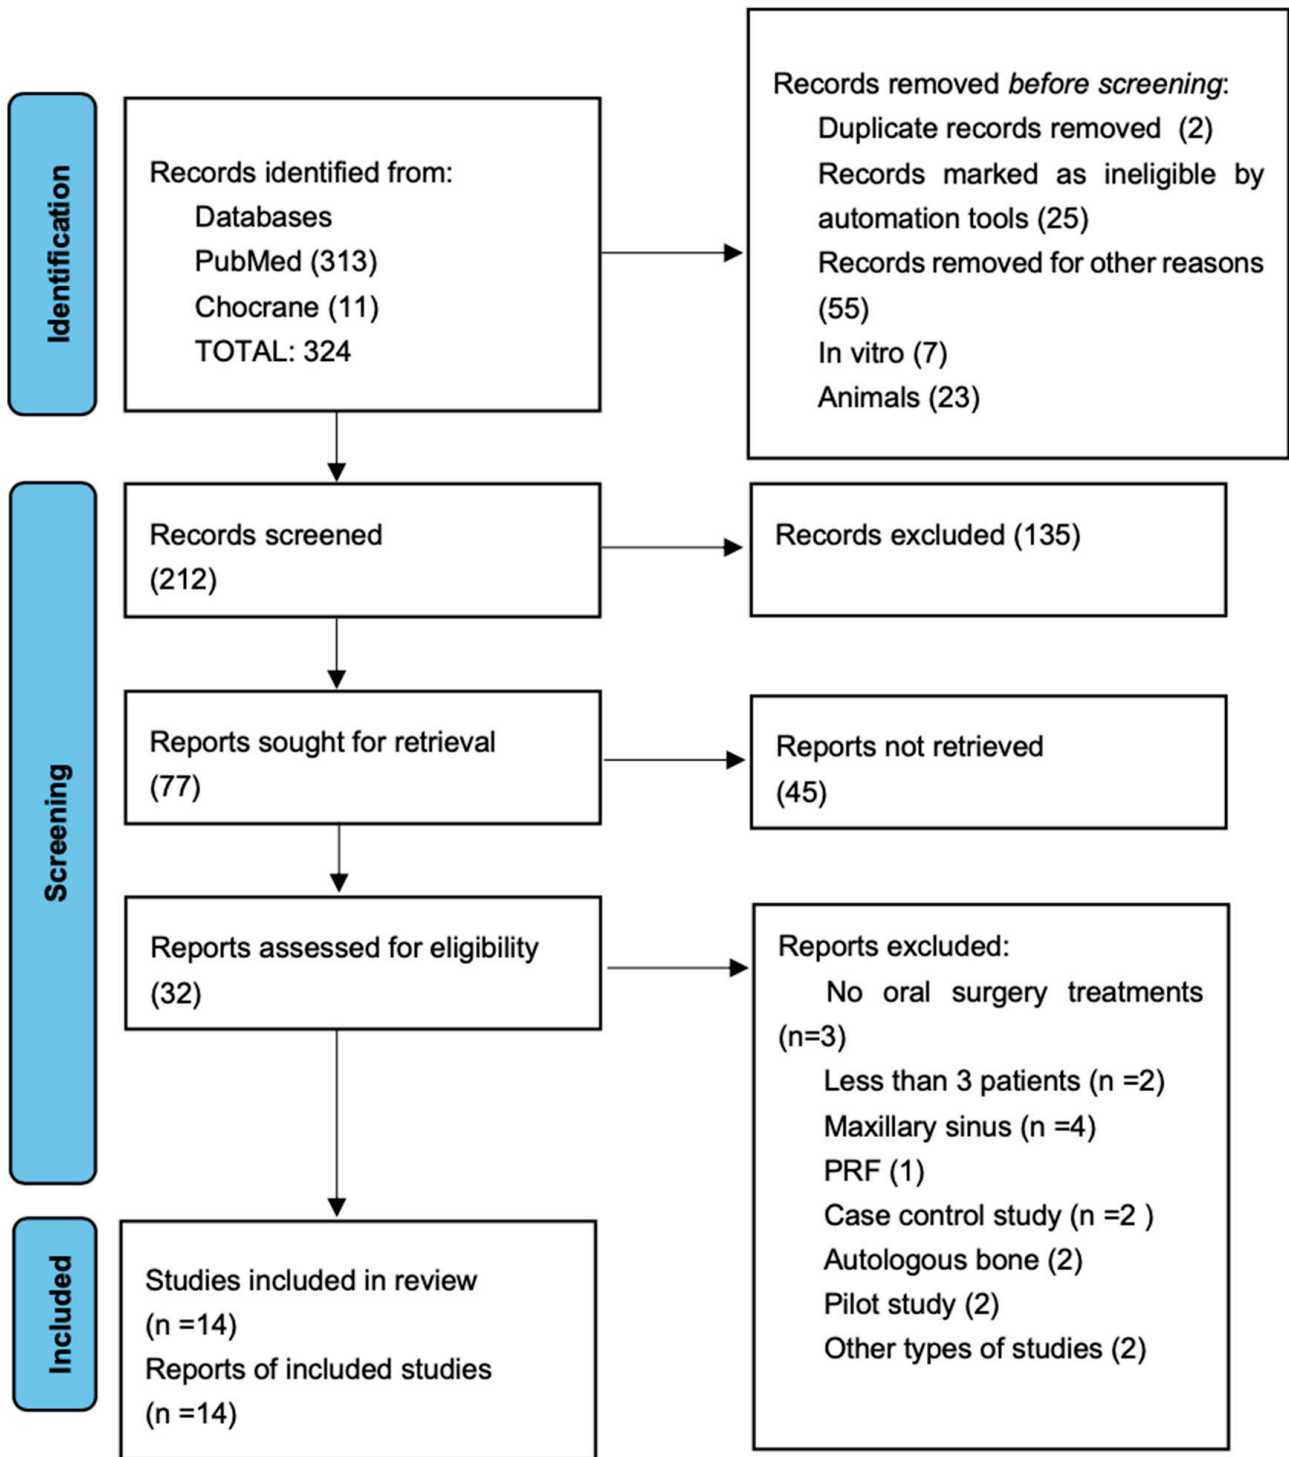 Identification
Records identified from:
Databases
PubMed (313)
Chocrane (11)
TOTAL: 324
Records removed before screening:
Duplicate records removed (2)
Records marked as ineligible by
automation tools (25)
Records removed for other reasons
(55)
In vitro (7)
Animals (23)
Screening
Records screened
(212)
Records excluded (135)
Reports sought for retrieval
(77)
Reports not retrieved
(45)
Reports assessed for eligibility
(32)
Reports excluded:
No oral surgery treatments
(n=3)
Less than 3 patients (n =2)
Maxillary sinus (n =4)
PRF (1)
Case control study (n =2 )
Autologous bone (2)
Pilot study (2)
Other types of studies (2)
Included
Studies included in review
(n =14)
Reports of included studies
(n =14)